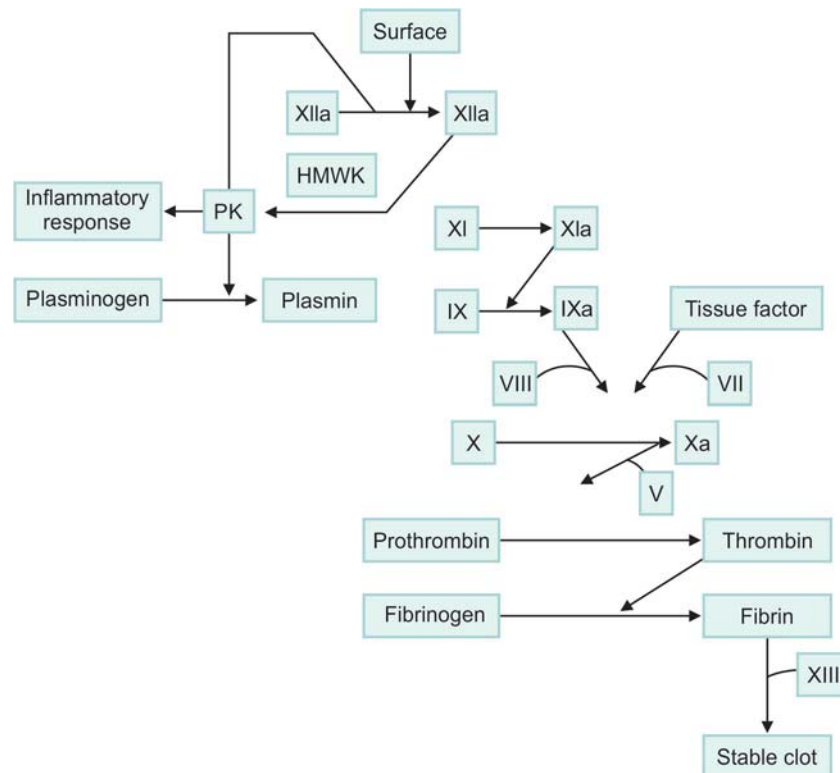 Surface
XIIa
XIIa
HMWK
Inflammatory
response
PK
XI
XIa
Plasminogen
Plasmin
IX
IXa
Tissue factor
VIII
VII
X
Xa
V
Prothrombin
Thrombin
Fibrinogen
Fibrin
XIII
Stable clot